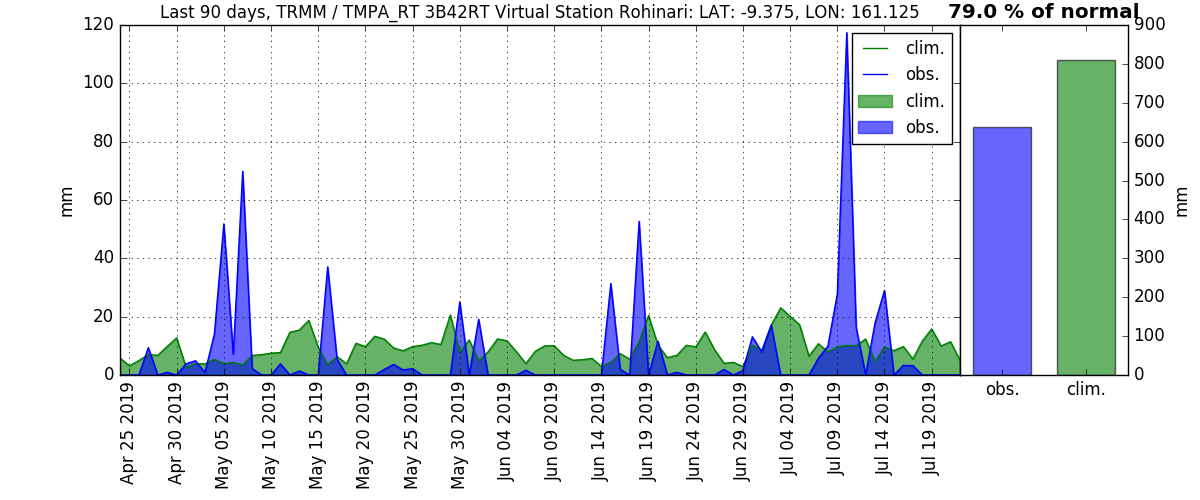 Last 90 days, TRMM / TMPA_RT 3B42RT Virtual Station Rohinari: LAT: -9.375, LON: 161.125
79.0 % of normal
120
100
80
60
40
20
0
mm
clim.
obs.
clim.
obs.
900
800
700
600
500
400
300
200
100
0
mm
obs.
clim.
Apr 25 2019
Apr 30 2019
May 05 2019
May 10 2019
May 15 2019
May 20 2019
May 25 2019
May 30 2019
Jun 04 2019
Jun 09 2019
Jun 14 2019
Jun 19 2019
Jun 24 2019
Jun 29 2019
Jul 04 2019
Jul 09 2019
Jul 14 2019
Jul 19 2019